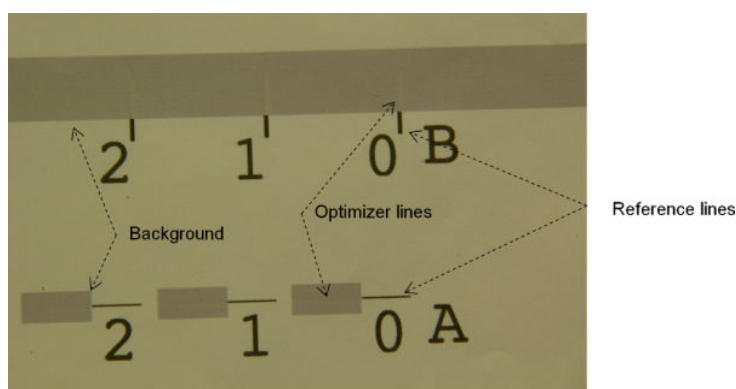 2 1 0 B
Optimizer lines
Reference lines
Background
2 1 0 A